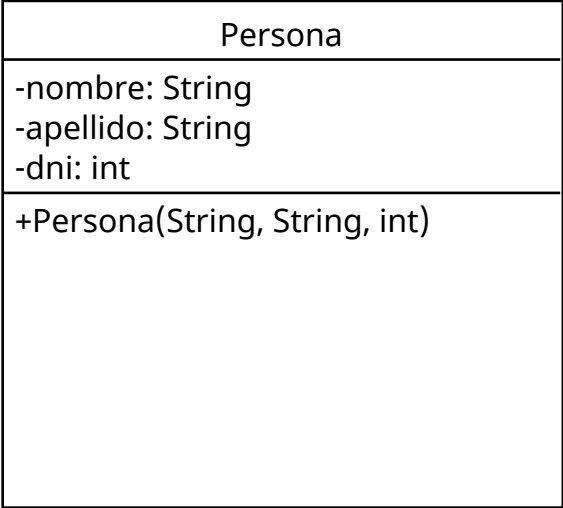 Persona
-nombre: String
-apellido: String
-dni: int
+Persona(String, String, int)